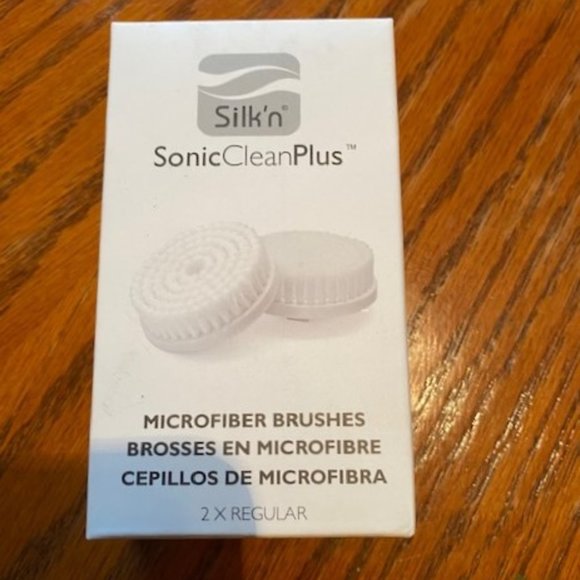 Silk'n®
SonicCleanPlus™
MICROFIBER BRUSHES
BROSSES EN MICROFIBRE
CEPILLOS DE MICROFIBRA
2 X REGULAR